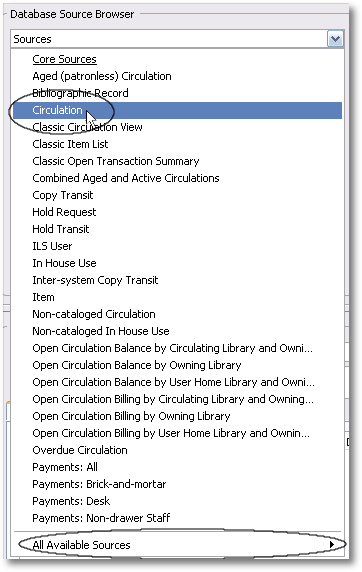 Database Source Browser
Sources
Core Sources
Aged (patronless) Circulation
Bibliographic Record
Circulation
Classic Circulation View
Classic Item List
Classic Open Transaction Summary
Combined Aged and Active Circulations
Copy Transit
Hold Request
Hold Transit
ILS User
In House Use
Inter-system Copy Transit
Item
Non-cataloged Circulation
Non-cataloged In House Use
Open Circulation Balance by Circulating Library and Owni...
Open Circulation Balance by Owning Library
Open Circulation Balance by User Home Library and Owni...
Open Circulation Billing by Circulating Library and Owning...
Open Circulation Billing by Owning Library
Open Circulation Billing by User Home Library and Ownin...
Overdue Circulation
Payments: All
Payments: Brick-and-mortar
Payments: Desk
Payments: Non-drawer Staff
All Available Sources